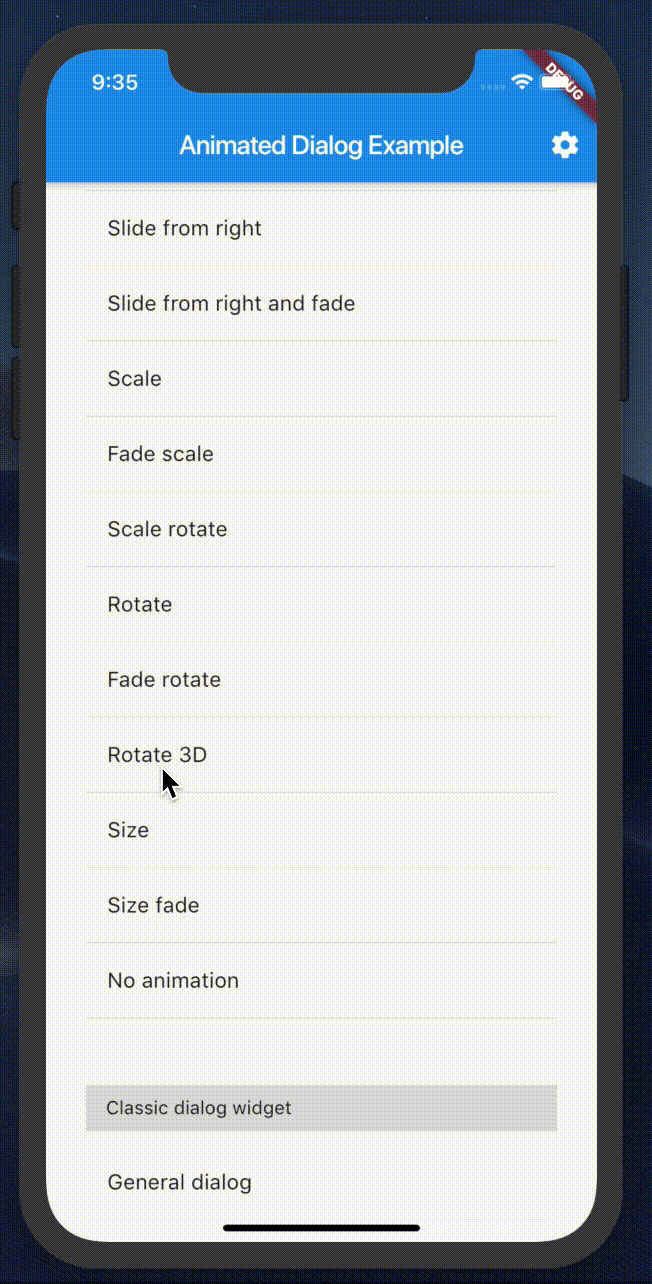 9:35
DEBUG
Animated Dialog Example
Slide from right
Slide from right and fade
Scale
Fade scale
Scale rotate
Rotate
Fade rotate
Rotate 3D
Size
Size fade
No animation
Classic dialog widget
General dialog